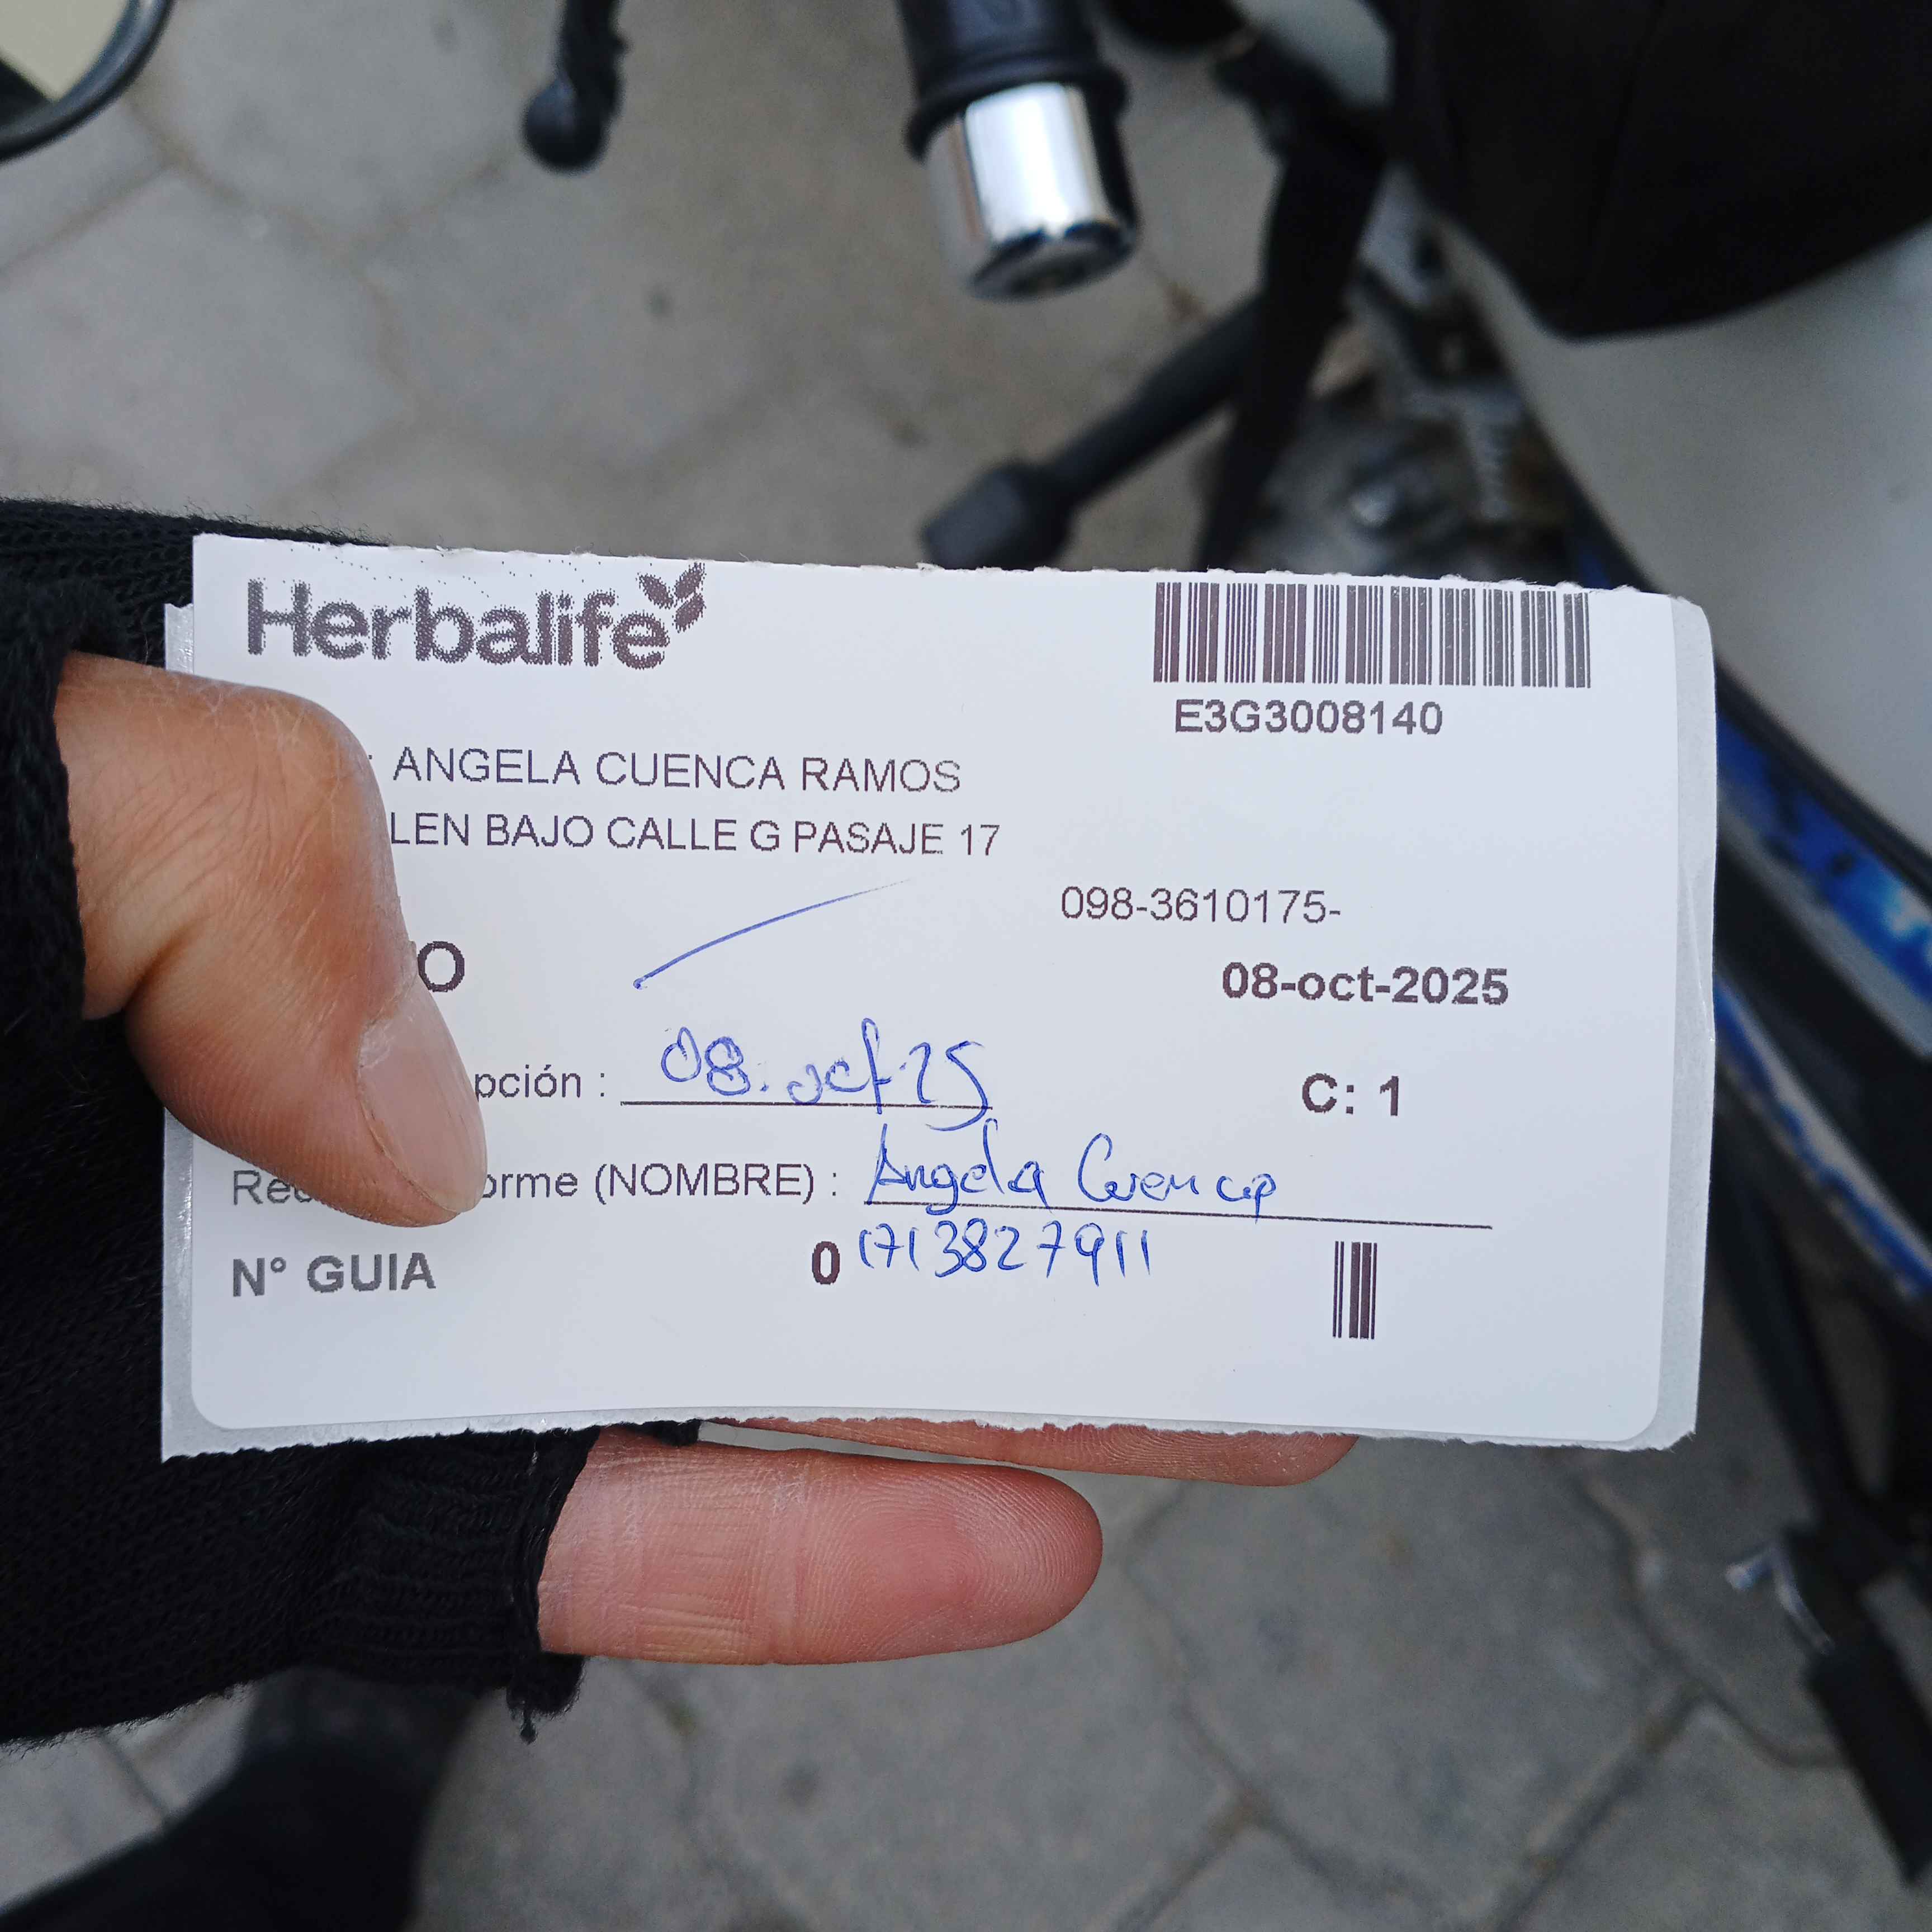 Herbalife
E3G3008140
: ANGELA CUENCA RAMOS
LEN BAJO CALLE G PASAJE 17
098-3610175-
O 08-oct-2025
pción : 08.oct 25 C: 1
Rec orme (NOMBRE) : Angela Cuenca
N° GUIA 0 1713827911